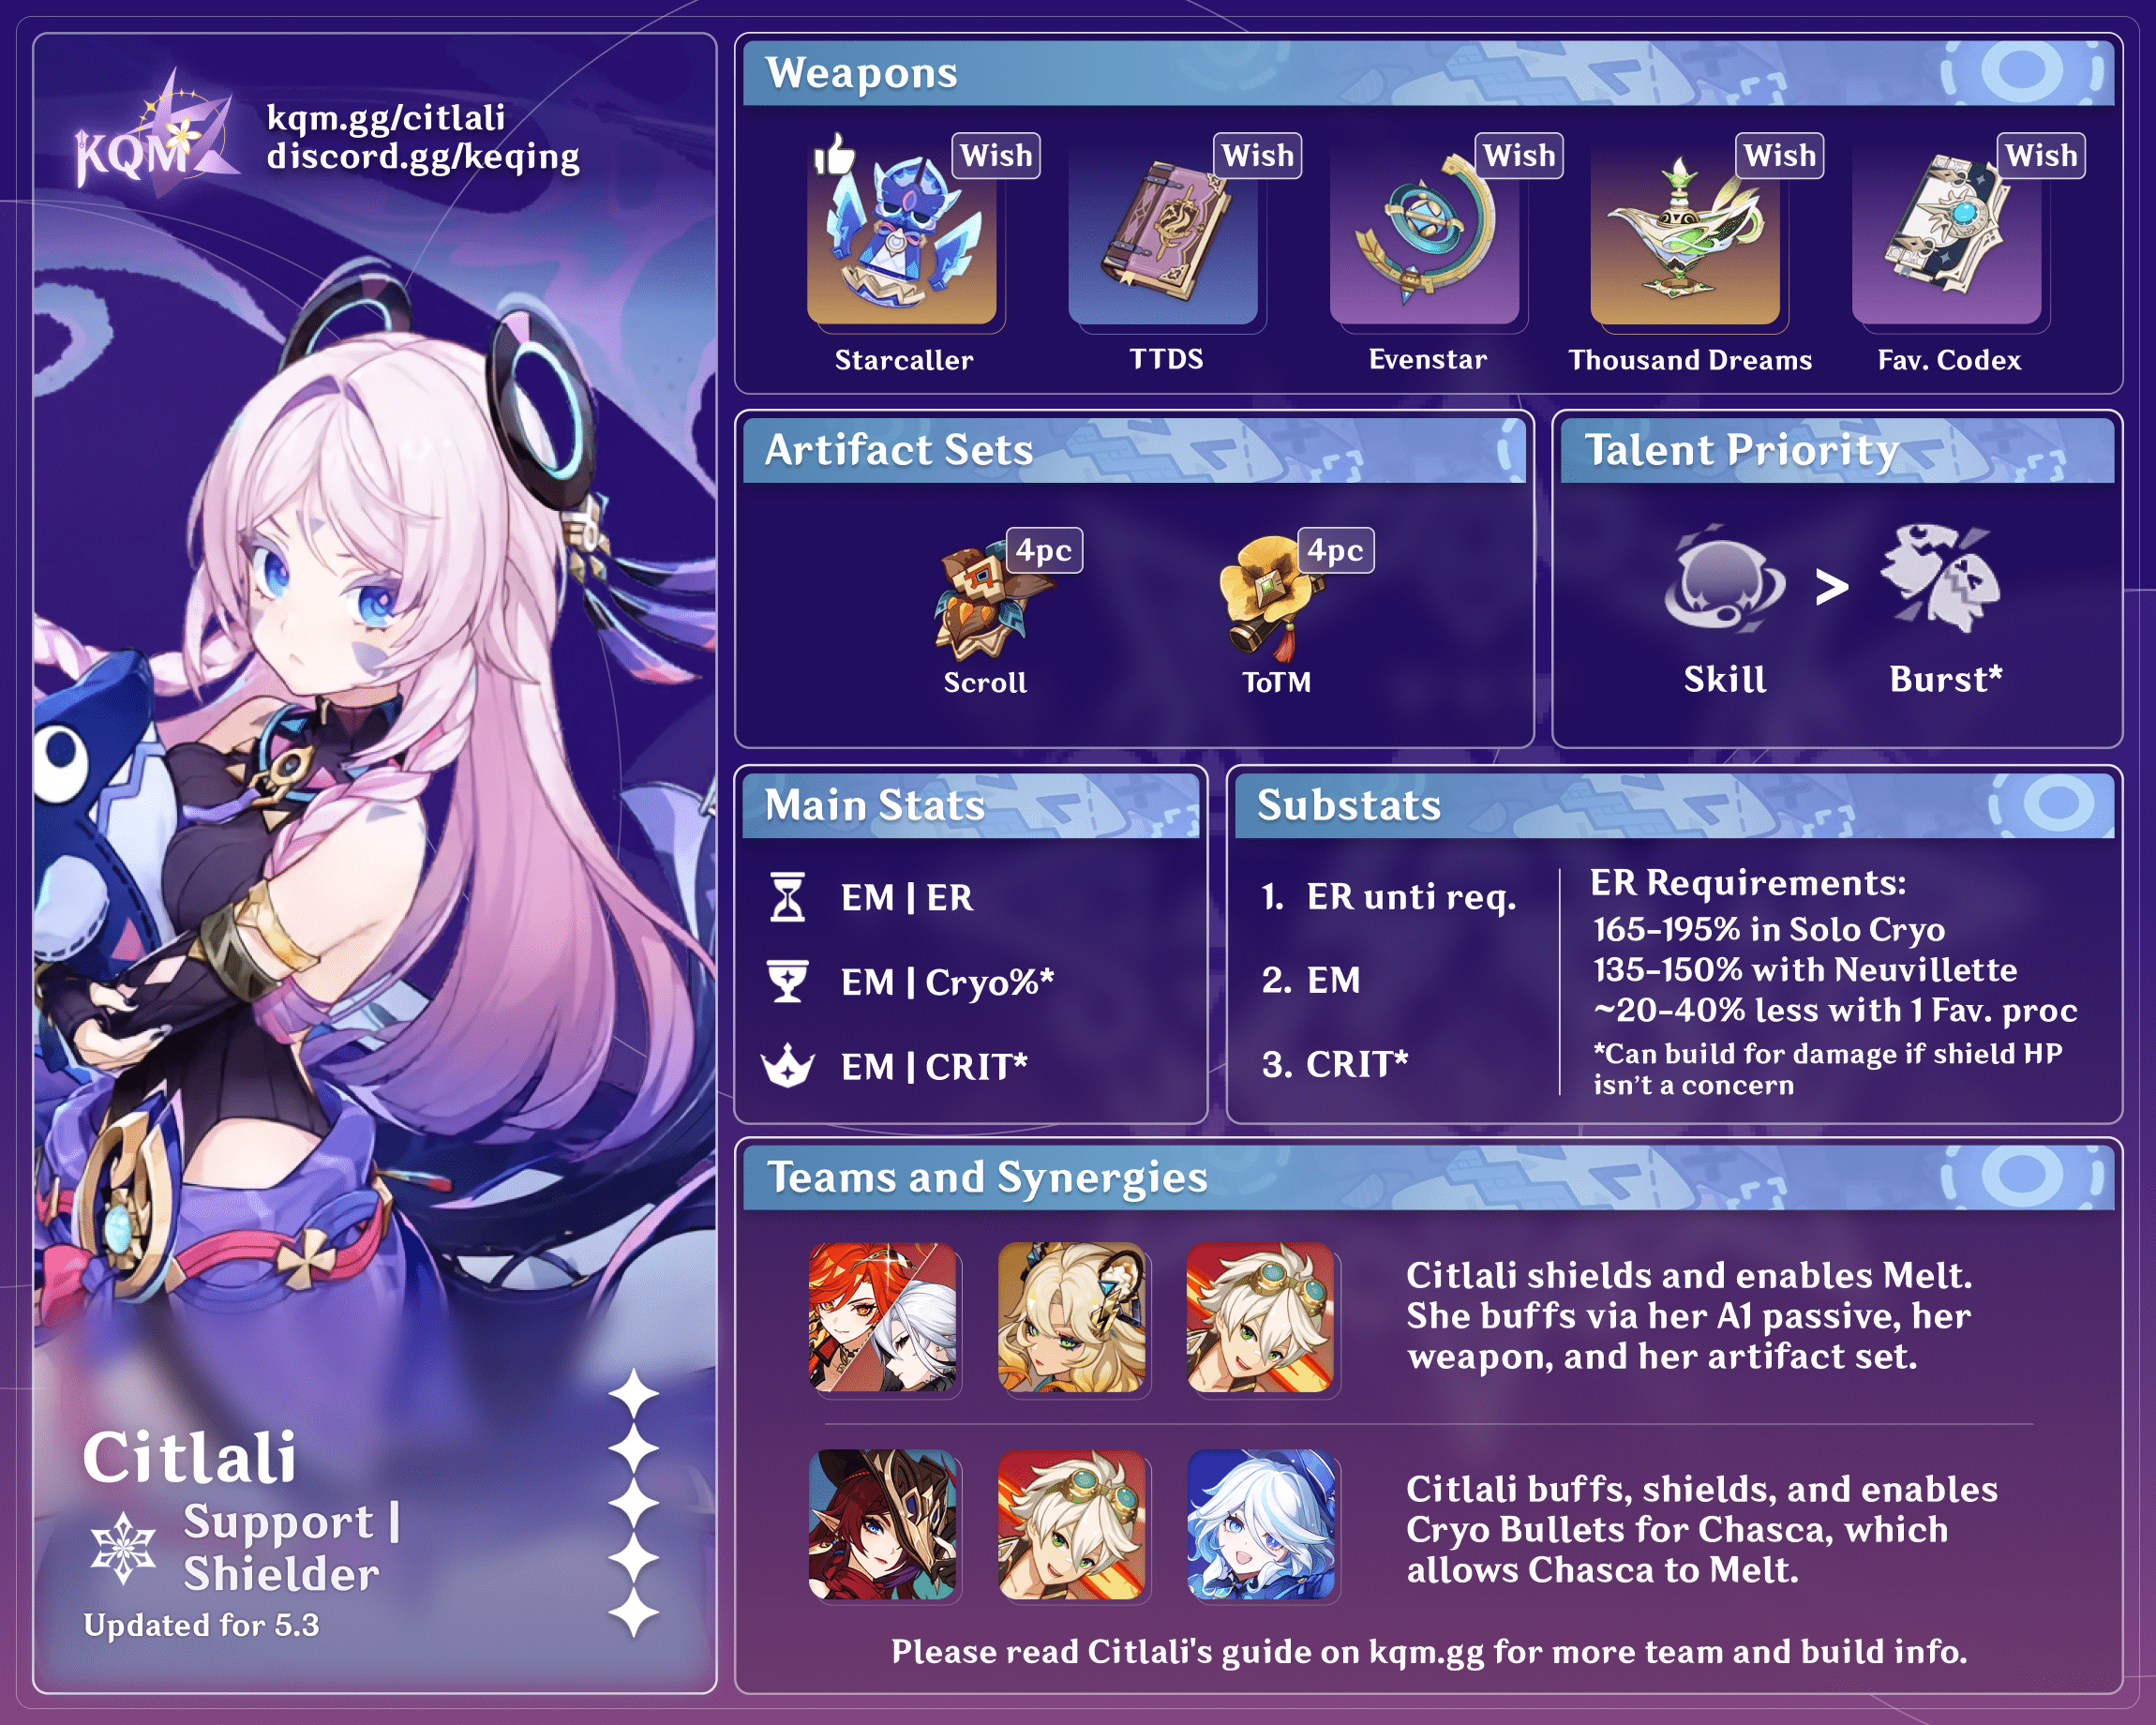 KQM
kqm.gg/citlali
discord.gg/keqing
Citlali
Support |
Shielder
Updated for 5.3
Weapons
Wish
Wish
Wish
Wish
Wish
Starcaller
TTDS
Evenstar
Thousand Dreams
Fav. Codex
Artifact Sets
4pc
4pc
Scroll
ToTM
Talent Priority
>
Skill
Burst*
Main Stats
EM | ER
EM | Cryo%*
EM | CRIT*
Substats
1. ER unti req.
2. EM
3. CRIT*
ER Requirements:
165-195% in Solo Cryo
135-150% with Neuvillette
~20-40% less with 1 Fav. proc
*Can build for damage if shield HP
isn't a concern
Teams and Synergies
Citlali shields and enables Melt.
She buffs via her A1 passive, her
weapon, and her artifact set.
Citlali buffs, shields, and enables
Cryo Bullets for Chasca, which
allows Chasca to Melt.
Please read Citlali's guide on kqm.gg for more team and build info.